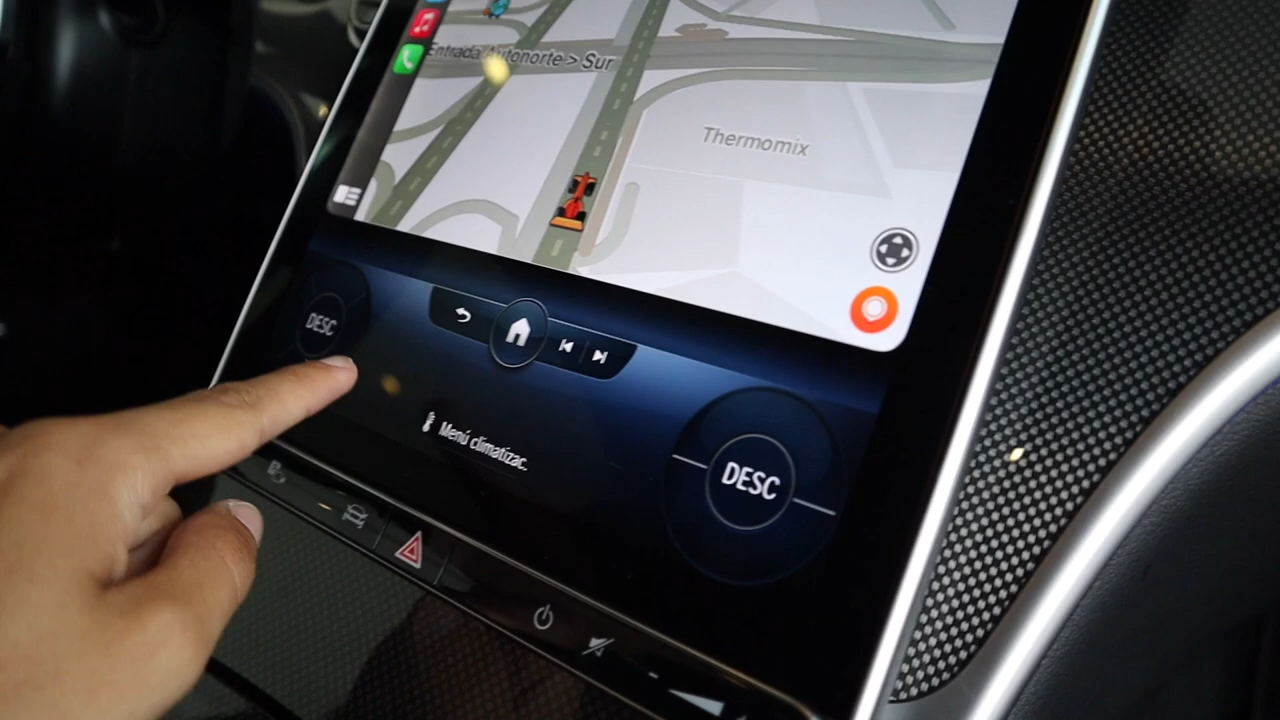 Entrada Autonorte > Sur
Thermomix
DESC
Menú climatizac.
DESC